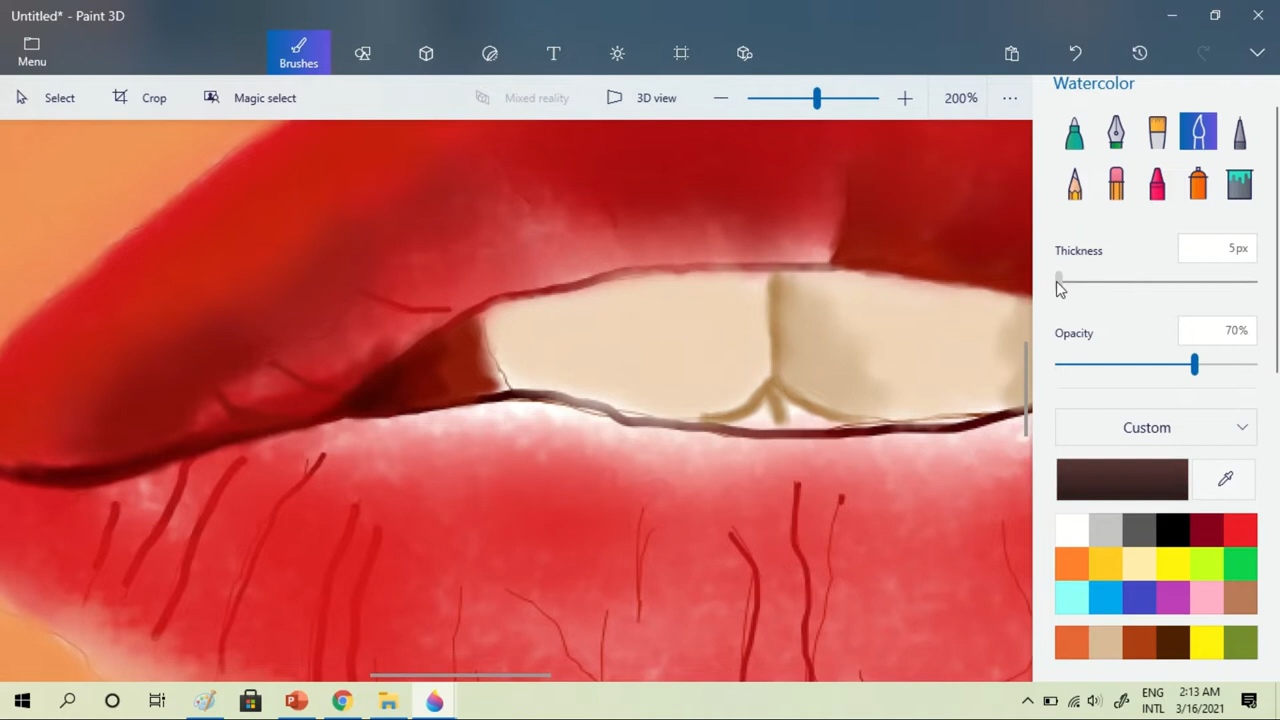 Untitled* - Paint 3D
Menu
Brushes
Select
Crop
Magic select
Mixed reality
3D view
200%
Watercolor
Thickness
5px
Opacity
70%
Custom
ENG
INTL
2:13 AM
3/16/2021